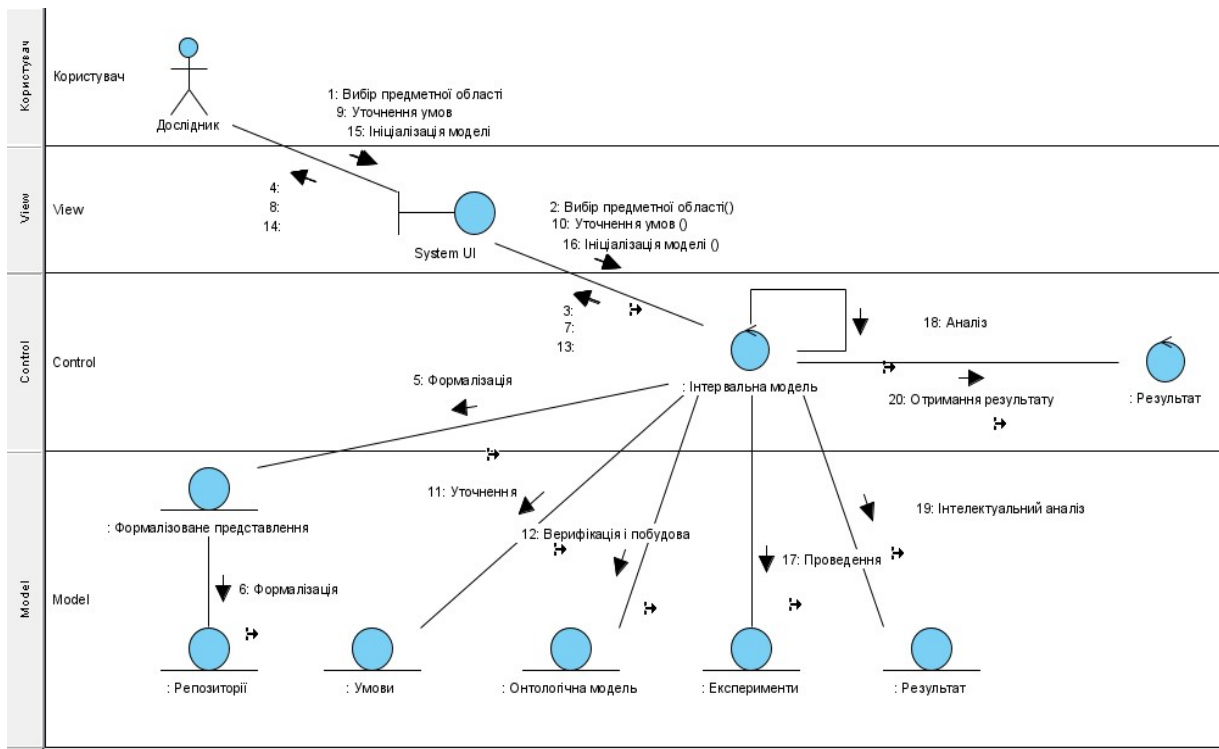 Користувач
Користувач
Дослідник
1: Вибір предметної області
9: Уточнення умов
15: Ініціалізація моделі
View
View
4:
8:
14:
System UI
2: Вибір предметної області()
10: Уточнення умов ()
16: Ініціалізація моделі ()
Control
Control
3:
7:
13:
18: Аналіз
: Інтервальна модель
20: Отримання результату
: Результат
5: Формалізація
Model
Model
: Формалізоване представлення
11: Уточнення
12: Верифікація і побудова
19: Інтелектуальний аналіз
17: Проведення
6: Формалізація
: Репозиторії
: Умови
: Онтологічна модель
: Експерименти
: Результат